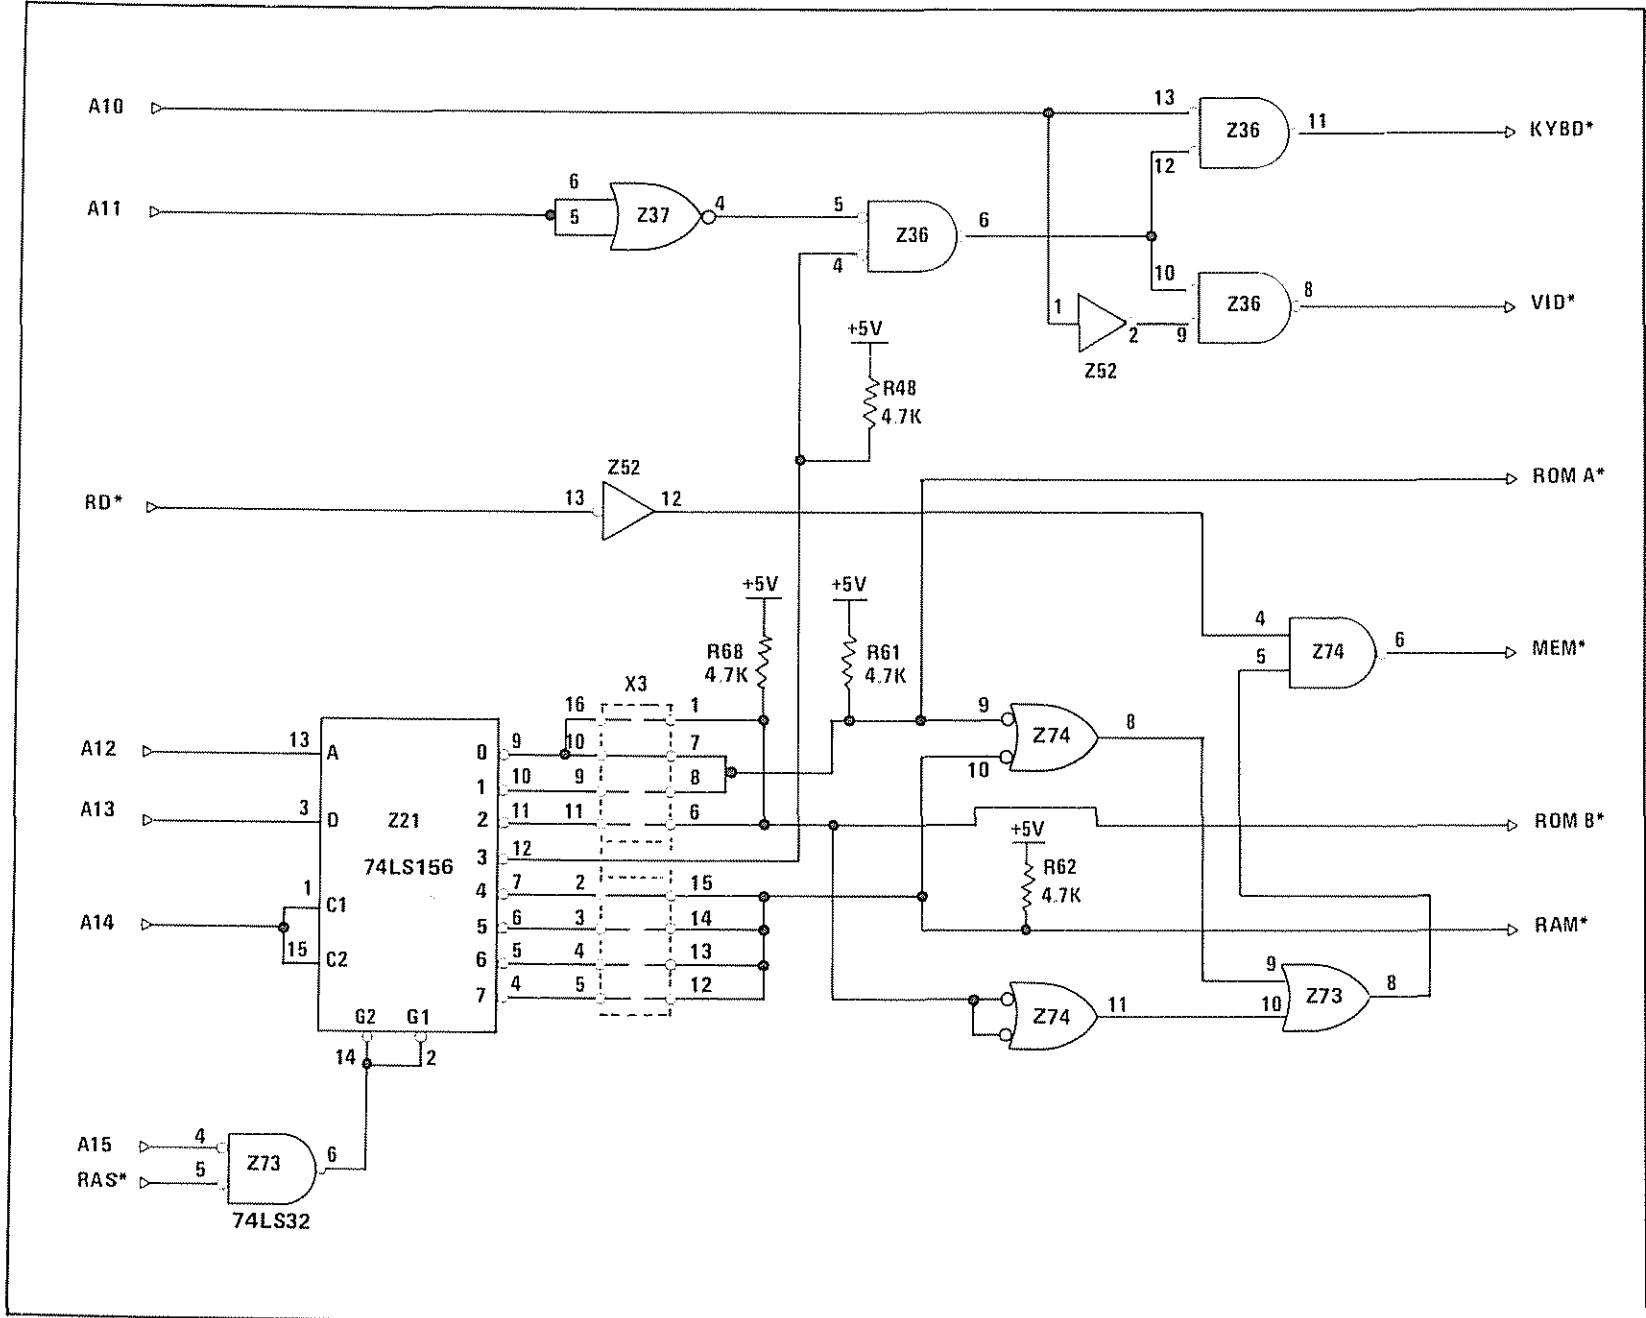 A10
13
Z36
11
KYBD*
12
A11
6
5
Z37
4
5
Z36
6
4
10
Z36
8
VID*
1
2
9
Z52
+5V
R48
4.7K
RD*
13
Z52
12
ROM A*
+5V
+5V
R68
4.7K
R61
4.7K
4
5
Z74
6
MEM*
X3
16
1
9
Z74
8
10
A12
13
A
0
9
10
7
1
10
9
8
A13
3
D
Z21
2
11
11
6
ROM B*
74LS156
3
12
+5V
R62
4.7K
4
7
2
15
A14
1
C1
15
C2
5
6
3
14
RAM*
6
5
4
13
7
4
5
12
9
Z73
8
10
Z74
11
G2
G1
14
2
A15
4
Z73
6
RAS*
5
74LS32